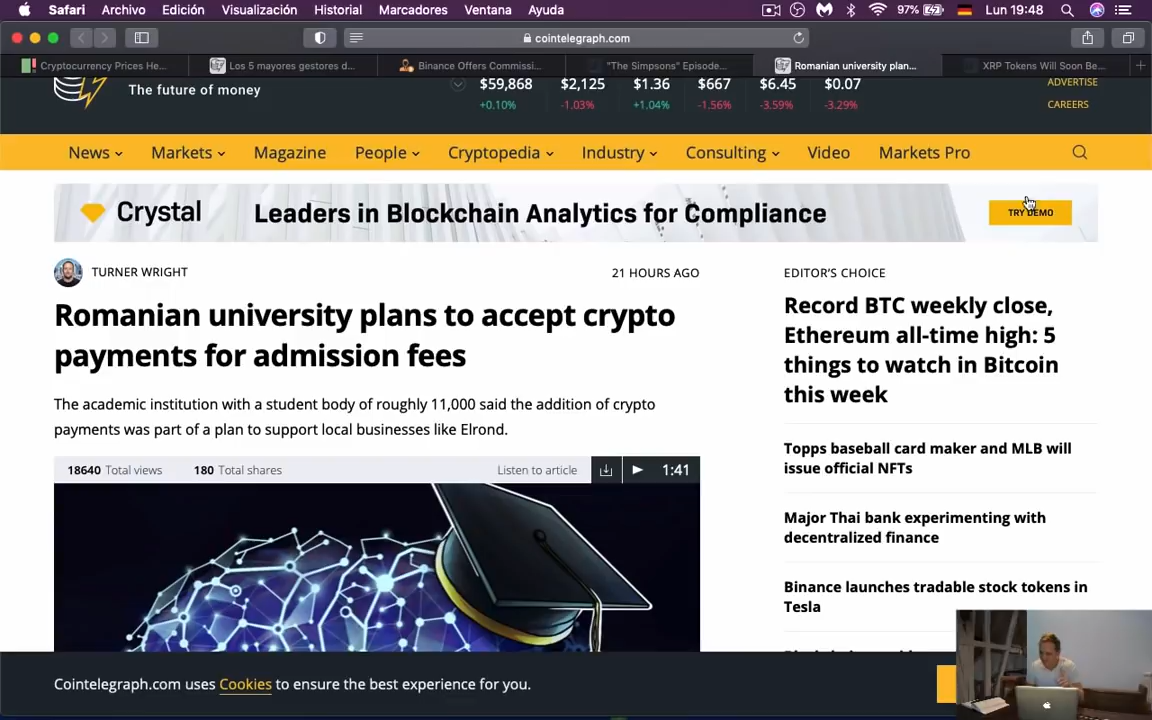 Safari Archivo Edición Visualización Historial Marcadores Ventana Ayuda 97% Lun 19:48
cointelegraph.com
Cryptocurrency Prices He... Los 5 mayores gestores d... Binance Offers Commissi... "The Simpsons" Episode... Romanian university plan... XRP Tokens Will Soon Be...
The future of money
$59,868 $2,125 $1.36 $667 $6.45 $0.07
+0.10% -1.03% +1.04% -1.56% -3.59% -3.29%
ADVERTISE
CAREERS
News Markets Magazine People Cryptopedia Industry Consulting Video Markets Pro
Crystal Leaders in Blockchain Analytics for Compliance TRY DEMO
TURNER WRIGHT 21 HOURS AGO
Romanian university plans to accept crypto
payments for admission fees
The academic institution with a student body of roughly 11,000 said the addition of crypto
payments was part of a plan to support local businesses like Elrond.
18640 Total views 180 Total shares Listen to article 1:41
EDITOR'S CHOICE
Record BTC weekly close,
Ethereum all-time high: 5
things to watch in Bitcoin
this week
Topps baseball card maker and MLB will
issue official NFTs
Major Thai bank experimenting with
decentralized finance
Binance launches tradable stock tokens in
Tesla
Cointelegraph.com uses Cookies to ensure the best experience for you.